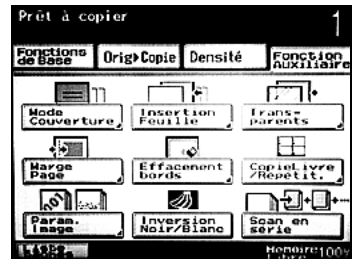 Prêt à copier
1
Fonctions de Base
Orig▸Copie
Densité
Fonction Auxiliaire
Mode Couverture
Insertion Feuille
Trans-parents
Marge Page
Effacement bords
CopieLivre /Répétit.
Param. Image
Inversion Noir/Blanc
Scan en série
Mémoire Libre 100%